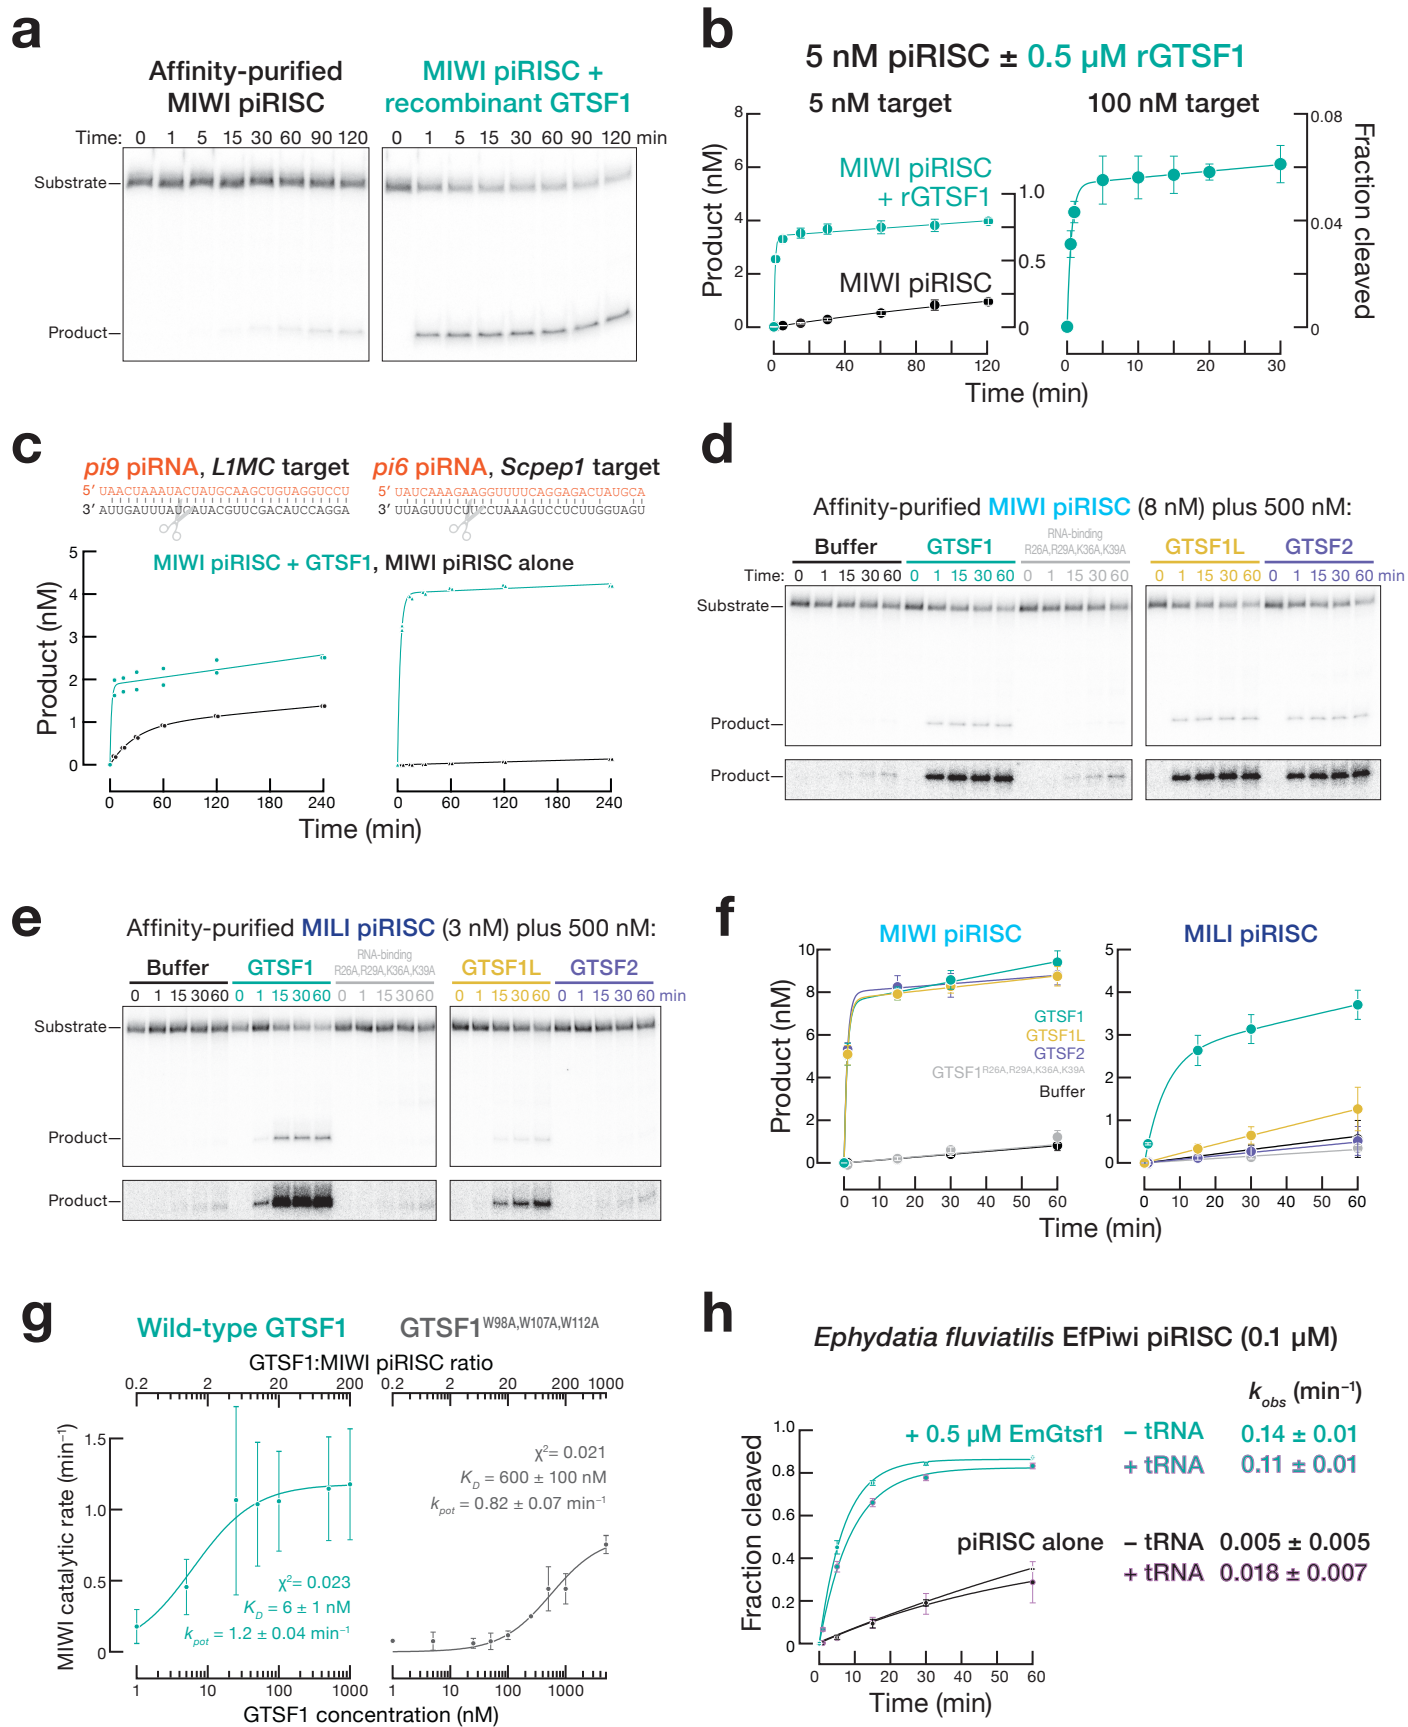 a
Affinity-purified
MIWI piRISC
MIWI piRISC +
recombinant GTSF1
Time: 0 1 5 15 30 60 90 120
0 1 5 15 30 60 90 120 min
Substrate
Product
b
5 nM piRISC ± 0.5 µM rGTSF1
5 nM target
100 nM target
Product (nM)
8
6
4
2
0
MIWI piRISC
+ rGTSF1
MIWI piRISC
1.0
0.5
0
0 40 80 120
0.08
0.04
0
Fraction cleaved
0 10 20 30
Time (min)
c
pi9 piRNA, L1MC target
5′ UAACUAAAUACUAUGCAAGCUGUAGGUCCU
3′ AUUGAUUUAUGAUACGUUCGACAUCCAGGA
pi6 piRNA, Scpep1 target
5′ UAUCAAAGAAGGUUUUCAGGAGACUAUGCA
3′ UUAGUUUCUUCCUAAAGUCCUCUUGGUAGU
MIWI piRISC + GTSF1, MIWI piRISC alone
Product (nM)
5
4
3
2
1
0
0 60 120 180 240
0 60 120 180 240
Time (min)
d
Affinity-purified MIWI piRISC (8 nM) plus 500 nM:
Buffer
GTSF1
RNA-binding
R26A,R29A,K36A,K39A
GTSF1L
GTSF2
Time: 0 1 15 30 60 0 1 15 30 60 0 1 15 30 60
0 1 15 30 60 0 1 15 30 60 min
Substrate
Product
Product
e
Affinity-purified MILI piRISC (3 nM) plus 500 nM:
Buffer
GTSF1
RNA-binding
R26A,R29A,K36A,K39A
GTSF1L
GTSF2
0 1 15 30 60 0 1 15 30 60 0 1 15 30 60
0 1 15 30 60 0 1 15 30 60 min
Substrate
Product
Product
f
MIWI piRISC
MILI piRISC
Product (nM)
10
8
6
4
2
0
GTSF1
GTSF1L
GTSF2
GTSF1R26A,R29A,K36A,K39A
Buffer
0 10 20 30 40 50 60
5
4
3
2
1
0
0 10 20 30 40 50 60
Time (min)
g
Wild-type GTSF1
GTSF1W98A,W107A,W112A
GTSF1:MIWI piRISC ratio
0.2 2 20 200
0.2 2 20 200 1000
MIWI catalytic rate (min–1)
1.5
1.0
0.5
0
χ2= 0.023
KD = 6 ± 1 nM
kpot = 1.2 ± 0.04 min–1
χ2= 0.021
KD = 600 ± 100 nM
kpot = 0.82 ± 0.07 min–1
1 10 100 1000
1 10 100 1000
GTSF1 concentration (nM)
h
Ephydatia fluviatilis EfPiwi piRISC (0.1 µM)
kobs (min–1)
Fraction cleaved
1.0
0.8
0.6
0.4
0.2
0
+ 0.5 µM EmGtsf1 – tRNA 0.14 ± 0.01
+ tRNA 0.11 ± 0.01
piRISC alone – tRNA 0.005 ± 0.005
+ tRNA 0.018 ± 0.007
0 10 20 30 40 50 60
Time (min)